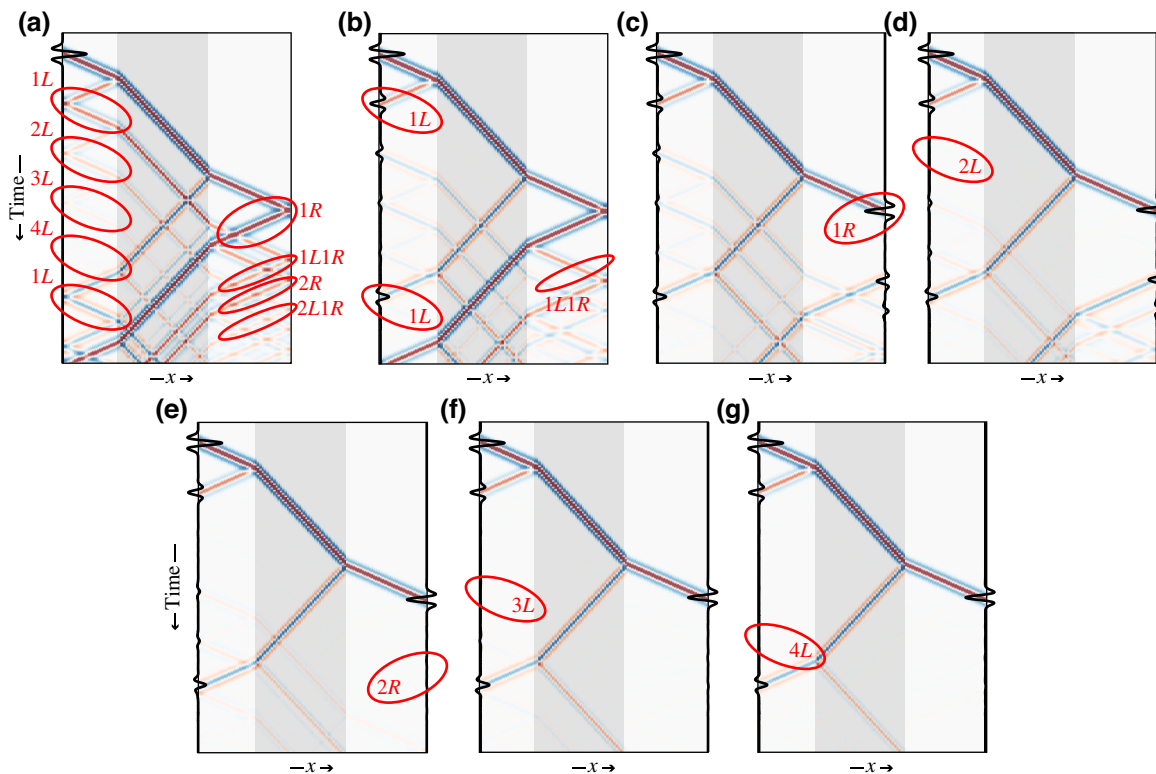 (a)
1L
2L
3L
4L
1L
1R
1L1R
2R
2L1R
←Time—
—x→
(b)
1L
1L
1L1R
—x→
(c)
1R
—x→
(d)
2L
—x→
(e)
2R
←Time—
—x→
(f)
3L
—x→
(g)
4L
—x→